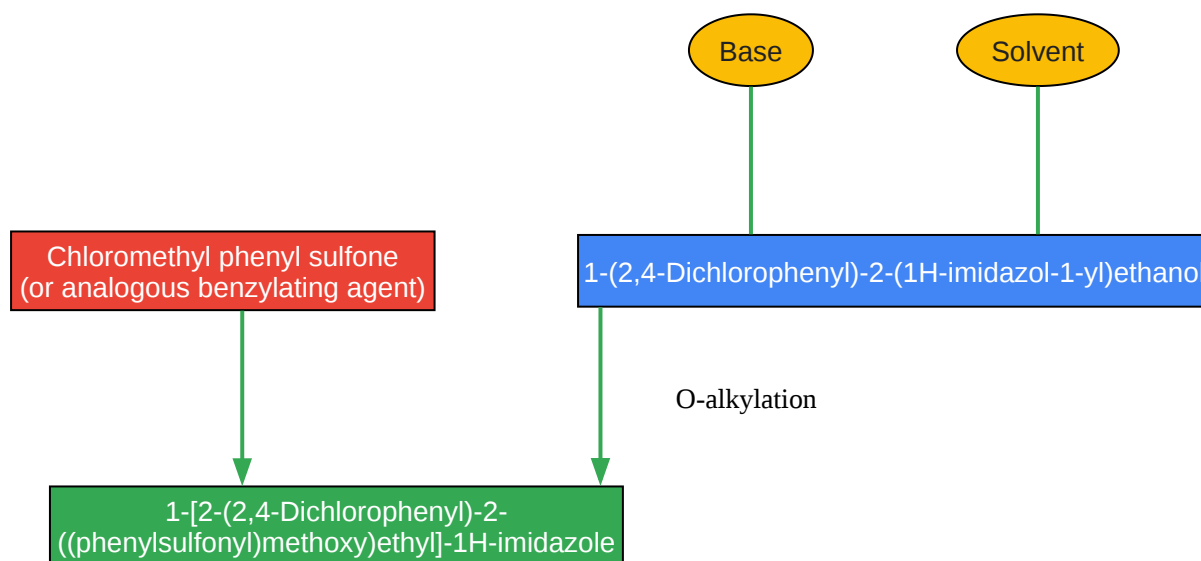 Base
Solvent
Chloromethyl phenyl sulfone
(or analogous benzylating agent)
1-(2,4-Dichlorophenyl)-2-(1H-imidazol-1-yl)ethanol
O-alkylation
1-[2-(2,4-Dichlorophenyl)-2-
((phenylsulfonyl)methoxy)ethyl]-1H-imidazole